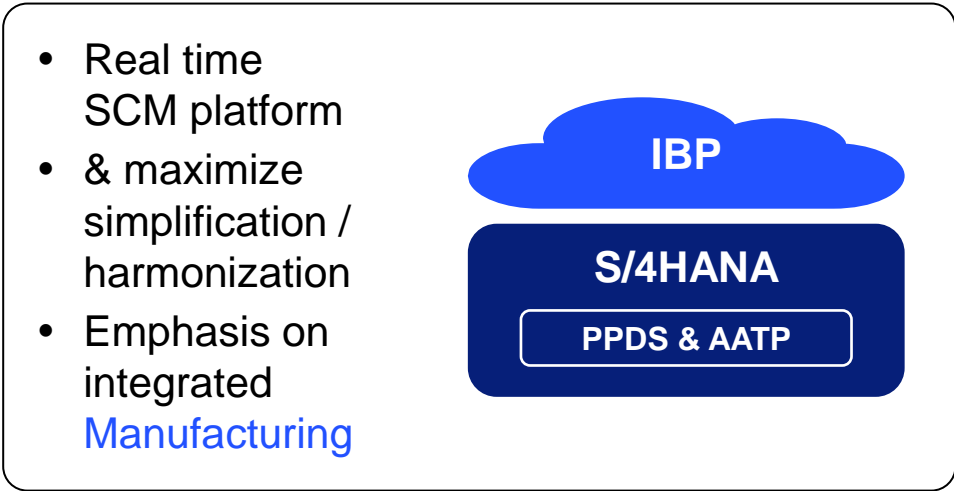 • Real time
SCM platform
• & maximize
simplification /
harmonization
• Emphasis on
integrated
Manufacturing
IBP
S/4HANA
PPDS & AATP